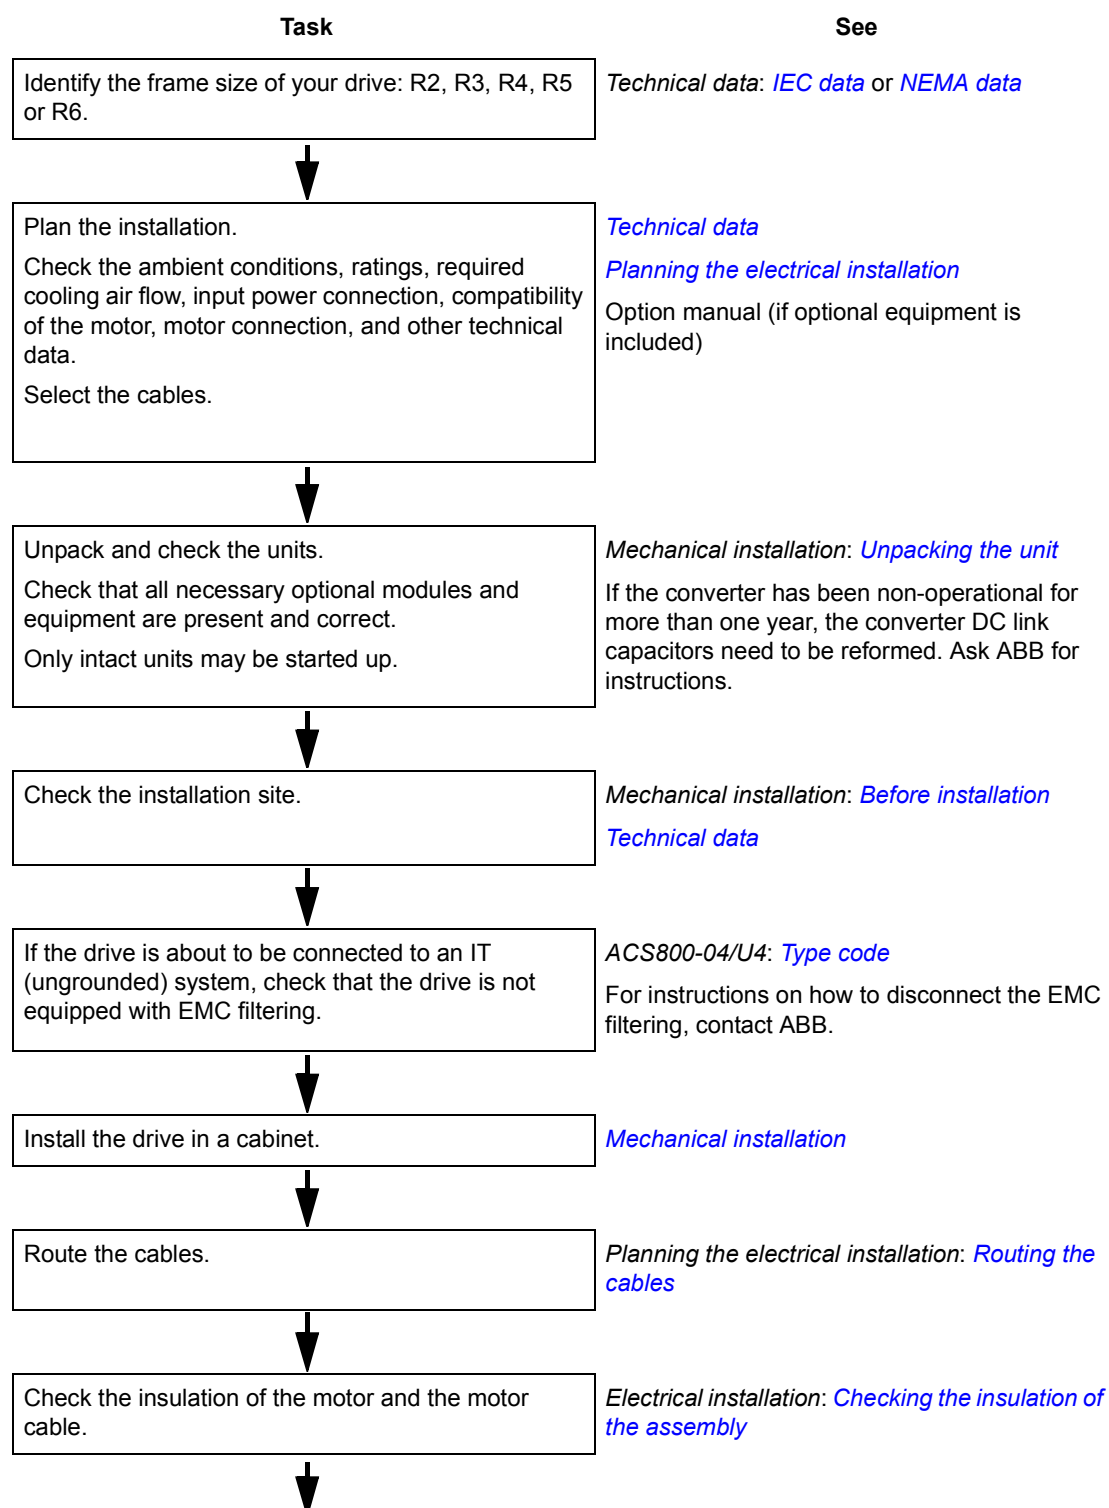 Task
See
Identify the frame size of your drive: R2, R3, R4, R5
or R6.
Technical data: IEC data or NEMA data
Plan the installation.
Check the ambient conditions, ratings, required
cooling air flow, input power connection, compatibility
of the motor, motor connection, and other technical
data.
Select the cables.
Technical data
Planning the electrical installation
Option manual (if optional equipment is
included)
Unpack and check the units.
Check that all necessary optional modules and
equipment are present and correct.
Only intact units may be started up.
Mechanical installation: Unpacking the unit
If the converter has been non-operational for
more than one year, the converter DC link
capacitors need to be reformed. Ask ABB for
instructions.
Check the installation site.
Mechanical installation: Before installation
Technical data
If the drive is about to be connected to an IT
(ungrounded) system, check that the drive is not
equipped with EMC filtering.
ACS800-04/U4: Type code
For instructions on how to disconnect the EMC
filtering, contact ABB.
Install the drive in a cabinet.
Mechanical installation
Route the cables.
Planning the electrical installation: Routing the
cables
Check the insulation of the motor and the motor
cable.
Electrical installation: Checking the insulation of
the assembly